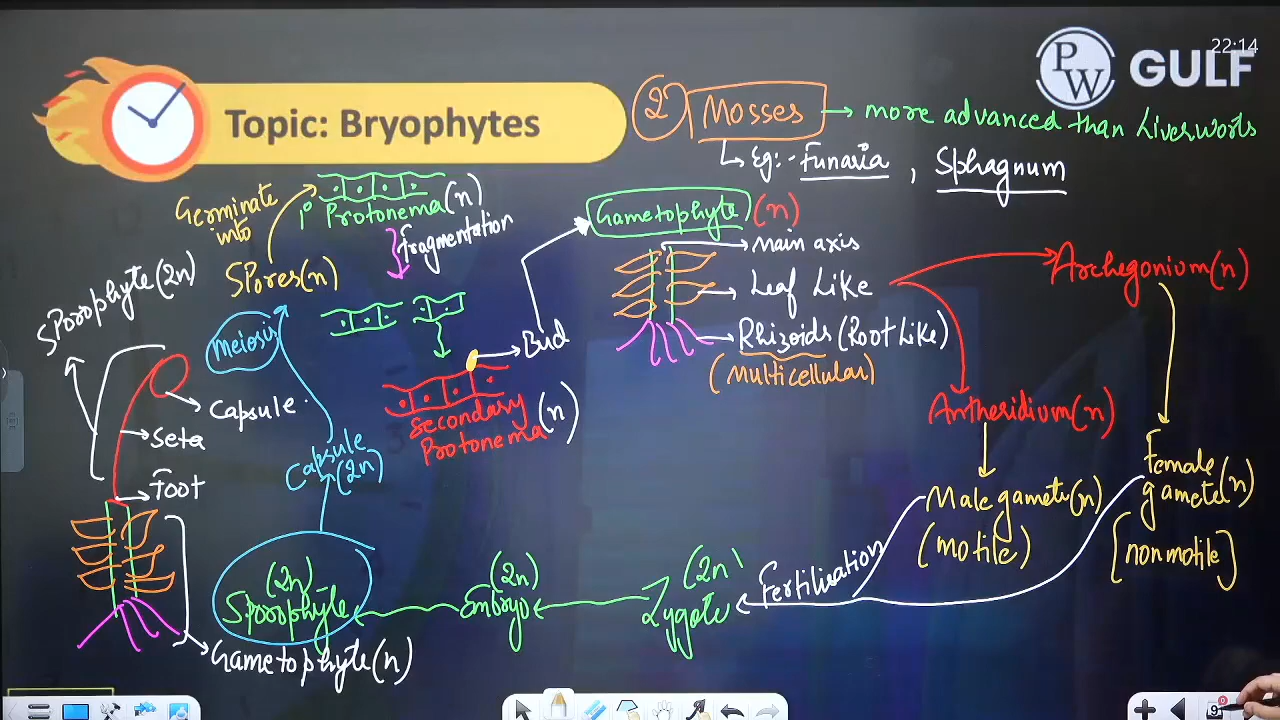 22:14
PW GULF
Topic: Bryophytes
2 Mosses → more advanced than Liverworts
↳ Eg:- Funaria, Sphagnum
Germinate
into
1° Protonema (n)
fragmentation
Spores (n)
Sporophyte (2n)
Meiosis
Bud
Secondary
Protonema (n)
Capsule
Seta
Foot
Capsule
(2n)
Gametophyte (n)
Main axis
Leaf Like
Rhizoids (Root Like)
(Multicellular)
Archegonium (n)
Antheridium (n)
Male gamete (n)
(motile)
Female
gamete (n)
[non motile]
Fertilisation
(2n)
Zygote
(2n)
Embryo
(2n)
Sporophyte
Gametophyte (n)
9